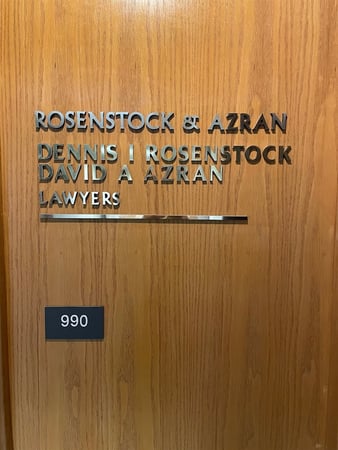 ROSENSTOCK & AZRAN
DENNIS I ROSENSTOCK
DAVID A AZRAN
LAWYERS
990